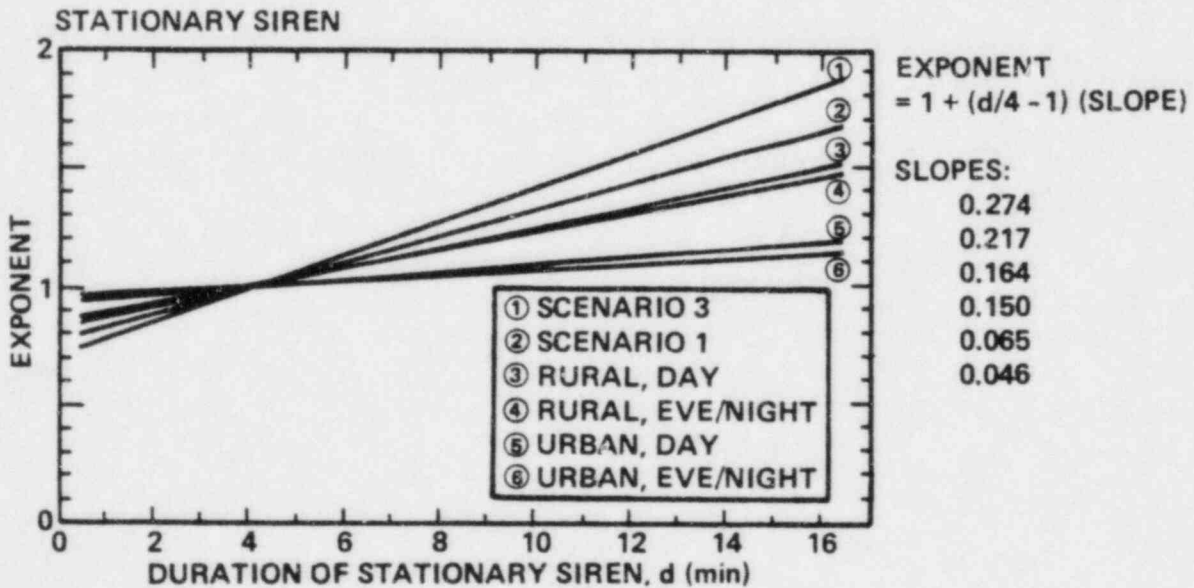 STATIONARY SIREN
2
1
0
EXPONENT
0 2 4 6 8 10 12 14 16
DURATION OF STATIONARY SIREN, d (min)
①
②
③
④
⑤
⑥
① SCENARIO 3
② SCENARIO 1
③ RURAL, DAY
④ RURAL, EVE/NIGHT
⑤ URBAN, DAY
⑥ URBAN, EVE/NIGHT
EXPONENT
= 1 + (d/4 - 1) (SLOPE)
SLOPES:
0.274
0.217
0.164
0.150
0.065
0.046